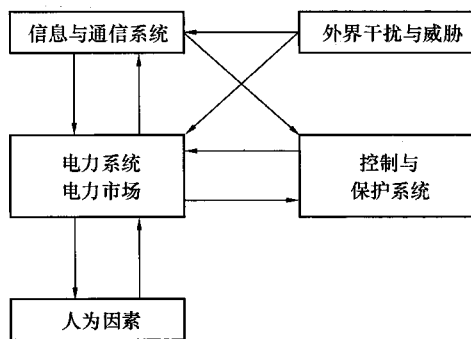 信息与通信系统
外界干扰与威胁
电力系统
电力市场
控制与
保护系统
人为因素